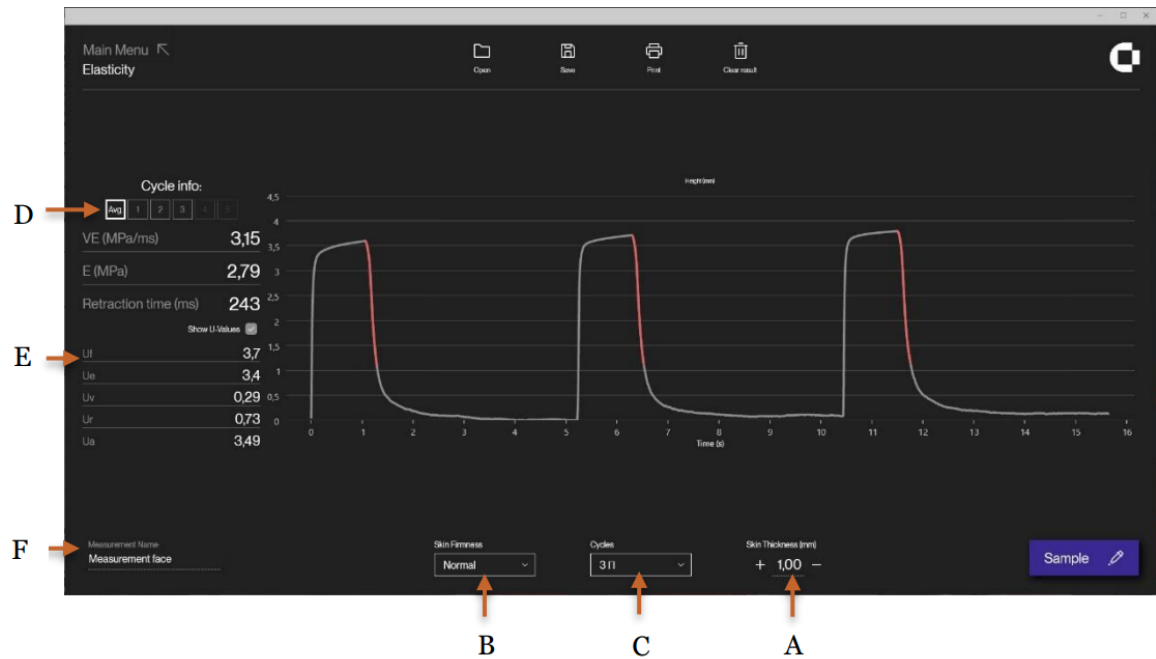 Main Menu
Elasticity
Open Save Print Clear result
Cycle info:
Avg 1 2 3 4 5
VE (MPa/ms) 3,15
E (MPa) 2,79
Retraction time (ms) 243
Show U-Values
Uf 3,7
Ue 3,4
Uv 0,29
Ur 0,73
Ua 3,49
Height (mm)
4,5
4
3,5
3
2,5
2
1,5
1
0,5
0
0 1 2 3 4 5 6 7 8 9 10 11 12 13 14 15 16
Time (s)
Measurement Name
Measurement face
Skin Firmness
Normal
Cycles
3
Skin Thickness (mm)
+ 1,00 −
Sample
D
E
F
B
C
A